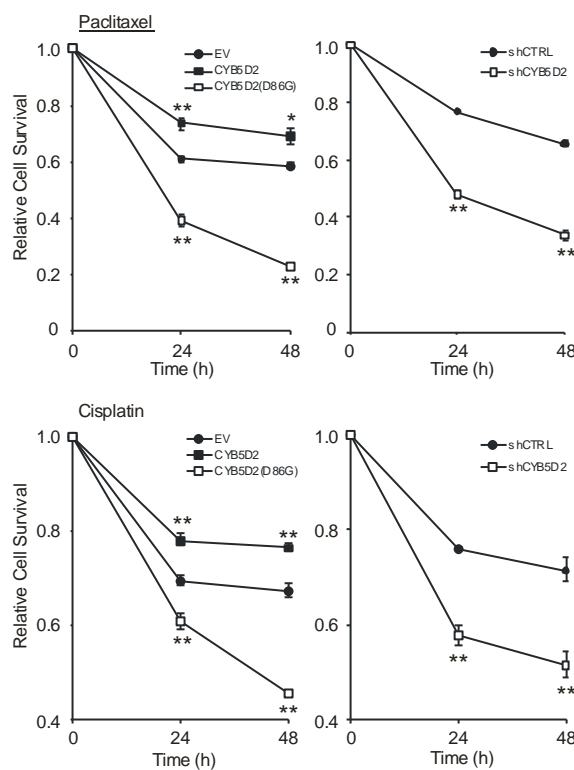 Paclitaxel
1.0
0.8
0.6
0.4
0.2
0
Relative Cell Survival
EV
CYB5D2
CYB5D2(D86G)
**
*
**
**
0
24
48
Time (h)
1.0
0.8
0.6
0.4
0.2
0
shCTRL
shCYB5D2
**
**
0
24
48
Time (h)
Cisplatin
1.0
0.8
0.6
0.4
Relative Cell Survival
EV
CYB5D2
CYB5D2(D86G)
**
**
**
**
0
24
48
Time (h)
1.0
0.8
0.6
0.4
shCTRL
shCYB5D2
**
**
0
24
48
Time (h)